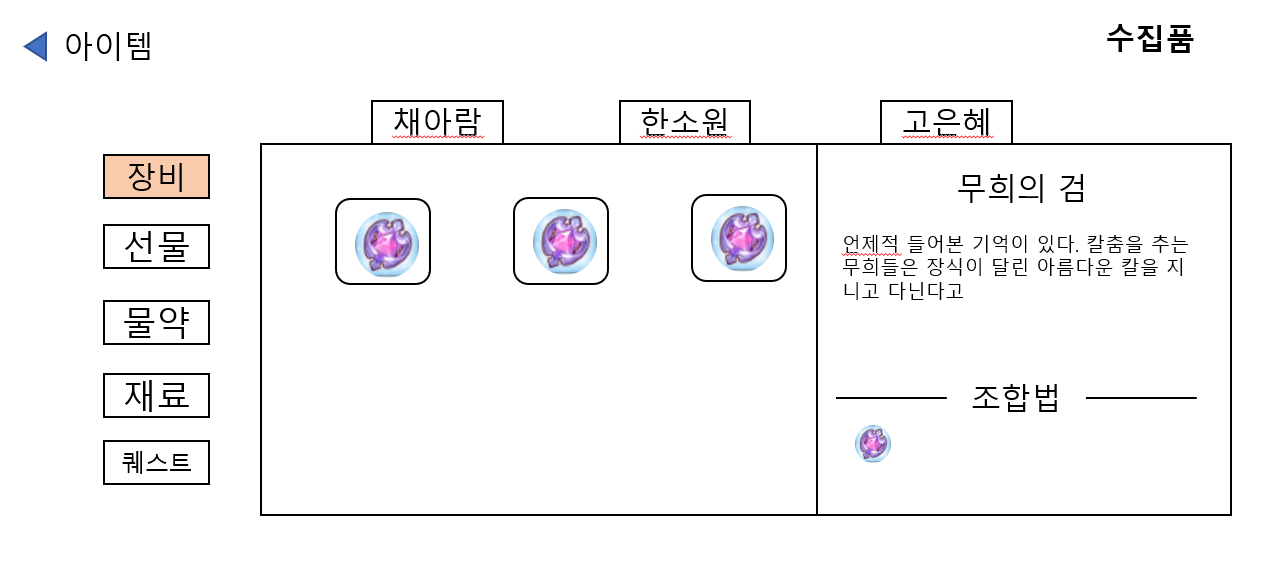 아이템
수집품
채아람
한소원
고은혜
장비
선물
물약
재료
퀘스트
무희의 검
언제적 들어본 기억이 있다. 칼춤을 추는
무희들은 장식이 달린 아름다운 칼을 지
니고 다닌다고
조합법